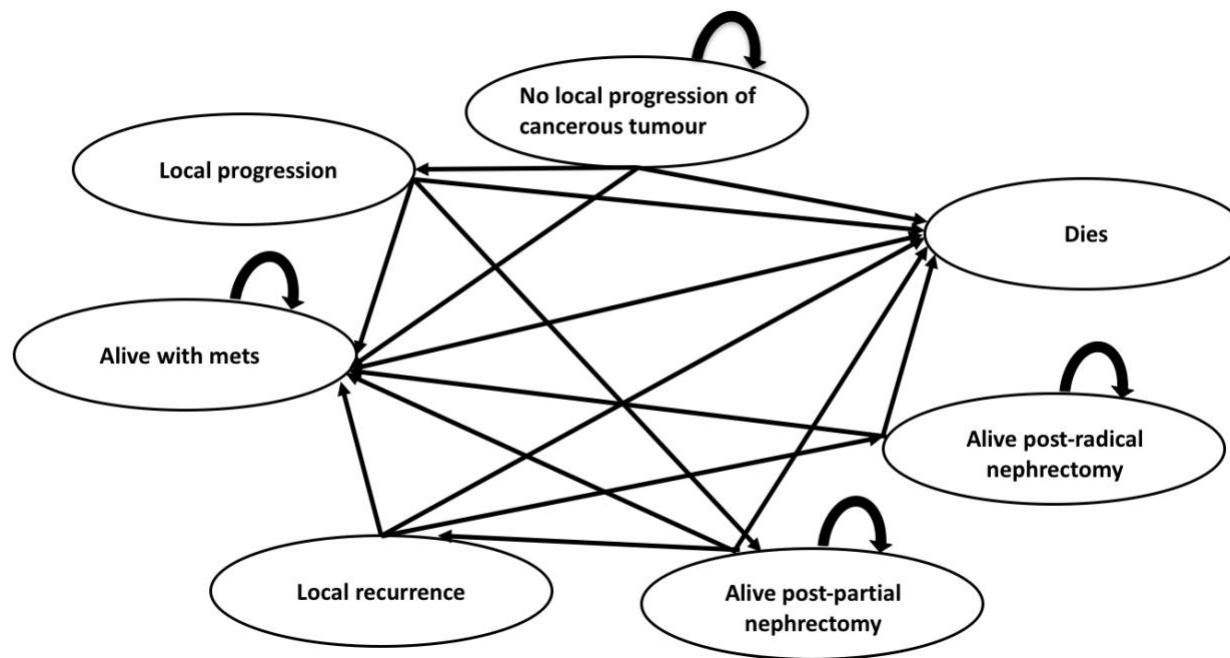 No local progression of
cancerous tumour
Local progression
Dies
Alive with mets
Alive post-radical
nephrectomy
Local recurrence
Alive post-partial
nephrectomy